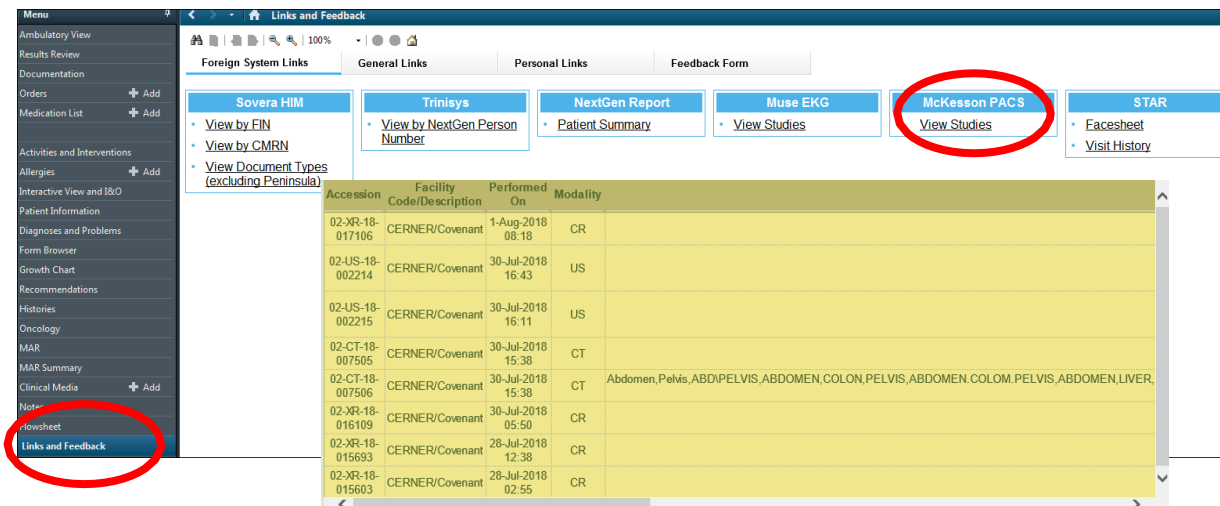 Menu
Links and Feedback
Ambulatory View
Results Review
Documentation
Orders Add
Medication List Add
Activities and Interventions
Allergies Add
Interactive View and I&O
Patient Information
Diagnoses and Problems
Form Browser
Growth Chart
Recommendations
Histories
Oncology
MAR
MAR Summary
Clinical Media Add
Notes
Flowsheet
Links and Feedback
100%
Foreign System Links General Links Personal Links Feedback Form
Sovera HIM
View by FIN
View by CMRN
View Document Types
(excluding Peninsula)
Trinisys
View by NextGen Person
Number
NextGen Report
Patient Summary
Muse EKG
View Studies
McKesson PACS
View Studies
STAR
Facesheet
Visit History
Accession Facility Code/Description Performed On Modality
02-XR-18-017106 CERNER/Covenant 1-Aug-2018 08:18 CR
02-US-18-002214 CERNER/Covenant 30-Jul-2018 16:43 US
02-US-18-002215 CERNER/Covenant 30-Jul-2018 16:11 US
02-CT-18-007505 CERNER/Covenant 30-Jul-2018 15:38 CT
02-CT-18-007506 CERNER/Covenant 30-Jul-2018 15:38 CT Abdomen,Pelvis,ABD\PELVIS,ABDOMEN,COLON,PELVIS,ABDOMEN.COLOM.PELVIS,ABDOMEN,LIVER,
02-XR-18-016109 CERNER/Covenant 30-Jul-2018 05:50 CR
02-XR-18-015693 CERNER/Covenant 28-Jul-2018 12:38 CR
02-XR-18-015603 CERNER/Covenant 28-Jul-2018 02:55 CR